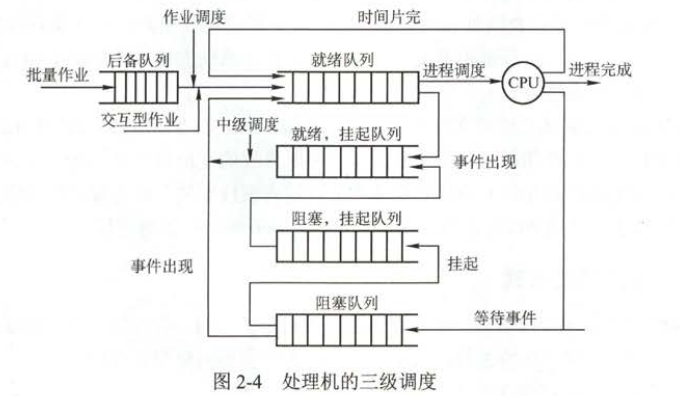 作业调度
时间片完
后备队列
就绪队列
批量作业
进程调度
CPU
进程完成
交互型作业
中级调度
就绪，挂起队列
事件出现
阻塞，挂起队列
事件出现
挂起
阻塞队列
等待事件
图 2-4 处理机的三级调度